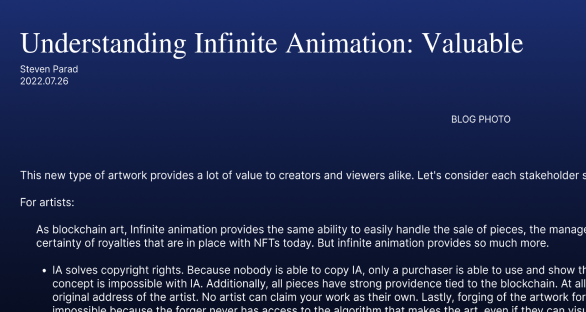 Understanding Infinite Animation: Valuable
Steven Parad
2022.07.26
BLOG PHOTO
This new type of artwork provides a lot of value to creators and viewers alike. Let's consider each stakeholder s
For artists:
As blockchain art, Infinite animation provides the same ability to easily handle the sale of pieces, the manage
certainty of royalties that are in place with NFTs today. But infinite animation provides so much more.
• IA solves copyright rights. Because nobody is able to copy IA, only a purchaser is able to use and show th
concept is impossible with IA. Additionally, all pieces have strong providence tied to the blockchain. At all
original address of the artist. No artist can claim your work as their own. Lastly, forging of the artwork for
impossible because the forger never has access to the algorithm that makes the art, even if they can visu